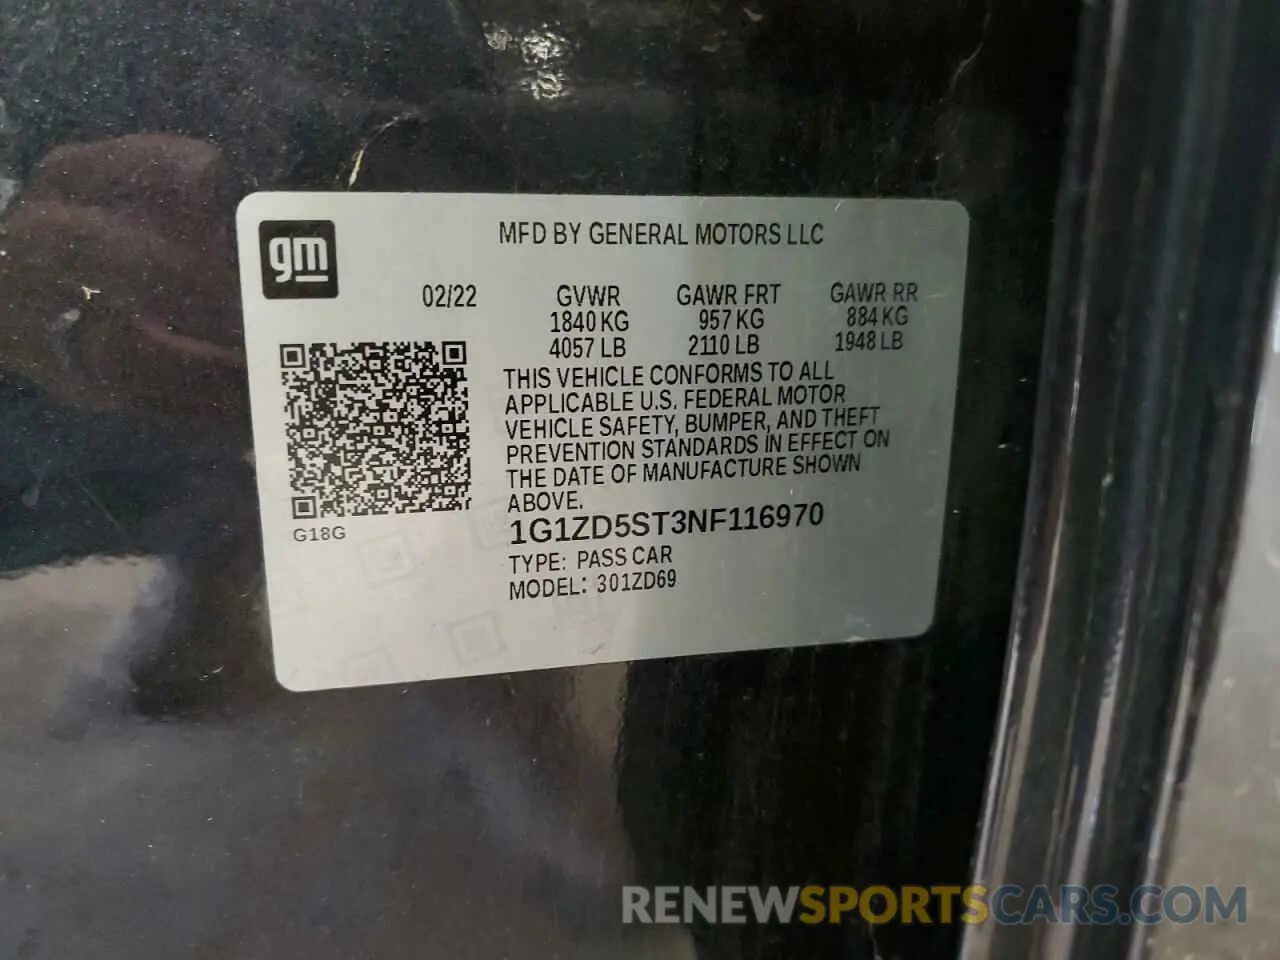 gm
MFD BY GENERAL MOTORS LLC
02/22 GVWR GAWR FRT GAWR RR
1840 KG 957 KG 884 KG
4057 LB 2110 LB 1948 LB
THIS VEHICLE CONFORMS TO ALL
APPLICABLE U.S. FEDERAL MOTOR
VEHICLE SAFETY, BUMPER, AND THEFT
PREVENTION STANDARDS IN EFFECT ON
THE DATE OF MANUFACTURE SHOWN
ABOVE.
G18G
1G1ZD5ST3NF116970
TYPE: PASS CAR
MODEL: 301ZD69
RENEWSPORTSCARS.COM